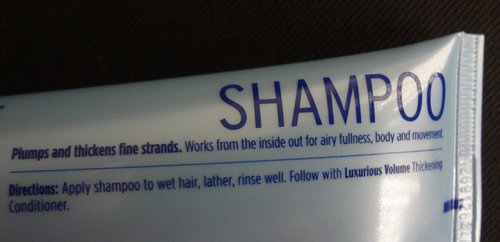 SHAMPOO
Plumps and thickens fine strands. Works from the inside out for airy fullness, body and movement
Directions: Apply shampoo to wet hair, lather, rinse well. Follow with Luxurious Volume Thickening
Conditioner.